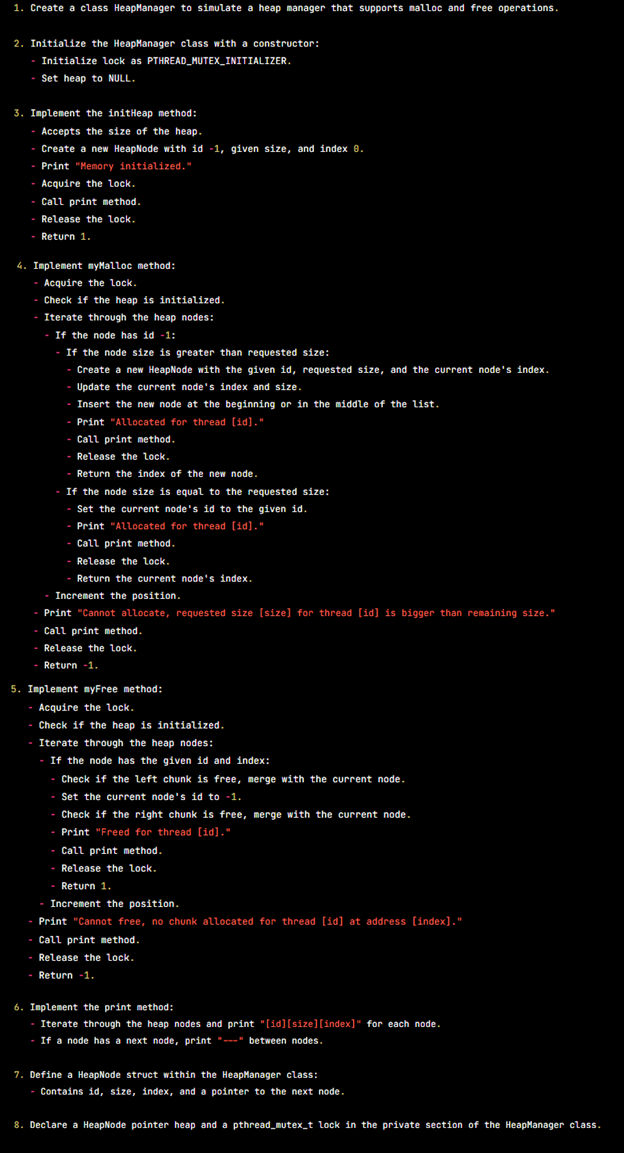 1. Create a class HeapManager to simulate a heap manager that supports malloc and free operations.
2. Initialize the HeapManager class with a constructor:
- Initialize lock as PTHREAD_MUTEX_INITIALIZER.
- Set heap to NULL.
3. Implement the initHeap method:
- Accepts the size of the heap.
- Create a new HeapNode with id -1, given size, and index 0.
- Print "Memory initialized."
- Acquire the lock.
- Call print method.
- Release the lock.
- Return 1.
4. Implement myMalloc method:
- Acquire the lock.
- Check if the heap is initialized.
- Iterate through the heap nodes:
- If the node has id -1:
- If the node size is greater than requested size:
- Create a new HeapNode with the given id, requested size, and the current node's index.
- Update the current node's index and size.
- Insert the new node at the beginning or in the middle of the list.
- Print "Allocated for thread [id]."
- Call print method.
- Release the lock.
- Return the index of the new node.
- If the node size is equal to the requested size:
- Set the current node's id to the given id.
- Print "Allocated for thread [id]."
- Call print method.
- Release the lock.
- Return the current node's index.
- Increment the position.
- Print "Cannot allocate, requested size [size] for thread [id] is bigger than remaining size."
- Call print method.
- Release the lock.
- Return -1.
5. Implement myFree method:
- Acquire the lock.
- Check if the heap is initialized.
- Iterate through the heap nodes:
- If the node has the given id and index:
- Check if the left chunk is free, merge with the current node.
- Set the current node's id to -1.
- Check if the right chunk is free, merge with the current node.
- Print "Freed for thread [id]."
- Call print method.
- Release the lock.
- Return 1.
- Increment the position.
- Print "Cannot free, no chunk allocated for thread [id] at address [index]."
- Call print method.
- Release the lock.
- Return -1.
6. Implement the print method:
- Iterate through the heap nodes and print "[id][size][index]" for each node.
- If a node has a next node, print "---" between nodes.
7. Define a HeapNode struct within the HeapManager class:
- Contains id, size, index, and a pointer to the next node.
8. Declare a HeapNode pointer heap and a pthread_mutex_t lock in the private section of the HeapManager class.